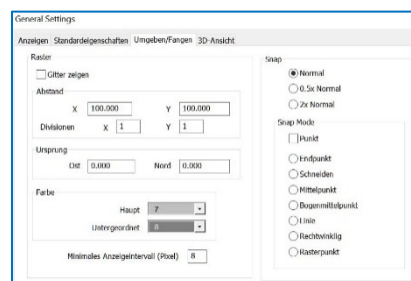 General Settings
Anzeigen Standardeigenschaften Umgeben/Fangen 3D-Ansicht
Raster
Gitter zeigen
Abstand
X 100.000 Y 100.000
Divisionen X 1 Y 1
Ursprung
Ost 0.000 Nord 0.000
Farbe
Haupt 7
Untergeordnet 8
Minimales Anzeigeintervall (Pixel) 8
Snap
Normal
0.5x Normal
2x Normal
Snap Mode
Punkt
Endpunkt
Schneiden
Mittelpunkt
Bogenmittelpunkt
Linie
Rechtwinklig
Rasterpunkt